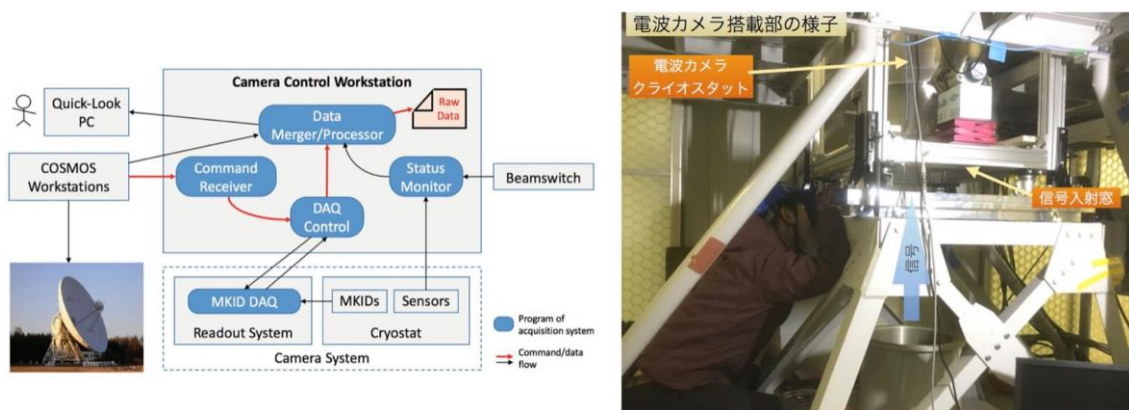 Camera Control Workstation
Quick-Look
PC
Data
Merger/Processor
Raw
Data
COSMOS
Workstations
Command
Receiver
Status
Monitor
Beamswitch
DAQ
Control
MKID DAQ
MKIDs
Sensors
Readout System
Cryostat
Camera System
Program of
acquisition system
Command/data
flow
電波カメラ搭載部の様子
電波カメラ
クライオスタット
信号入射窓
信号